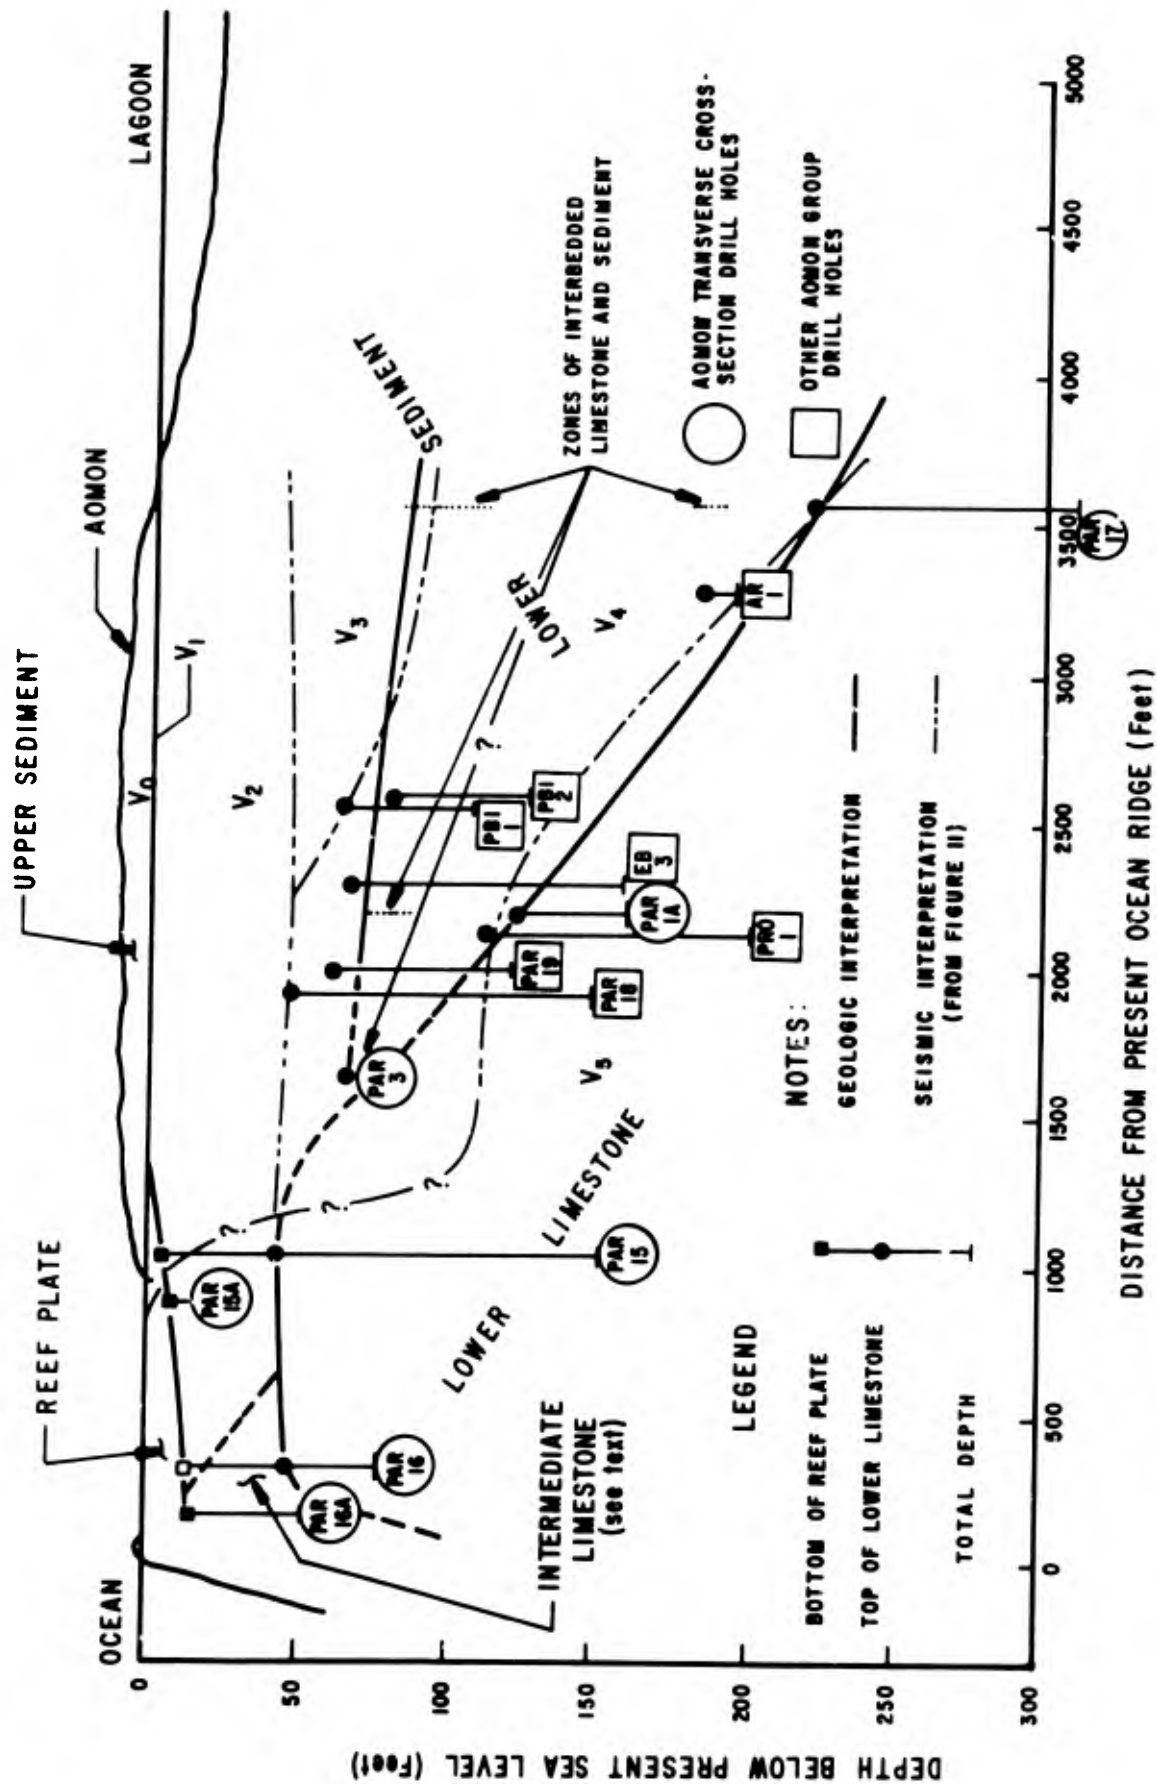 OCEAN
REEF PLATE
UPPER SEDIMENT
AOMON
LAGOON
V0
V1
V2
V3
V4
V5
SEDIMENT
LOWER
ZONES OF INTERBEDDED
LIMESTONE AND SEDIMENT
AOMON TRANSVERSE CROSS-
SECTION DRILL HOLES
OTHER AOMON GROUP
DRILL HOLES
?
?
?
?
PAR
16A
PAR
16
PAR
15A
PAR
15
PAR
3
PAR
18
PAR
19
PRO
1
PAR
1A
EB
3
PBI
1
PBI
2
AR
1
PAR
17
LOWER
LIMESTONE
INTERMEDIATE
LIMESTONE
(see text)
LEGEND
BOTTOM OF REEF PLATE
TOP OF LOWER LIMESTONE
TOTAL DEPTH
NOTES:
GEOLOGIC INTERPRETATION
SEISMIC INTERPRETATION
(FROM FIGURE 11)
0
50
100
150
200
250
300
DEPTH BELOW PRESENT SEA LEVEL (Feet)
0
500
1000
1500
2000
2500
3000
3500
4000
4500
5000
DISTANCE FROM PRESENT OCEAN RIDGE (Feet)